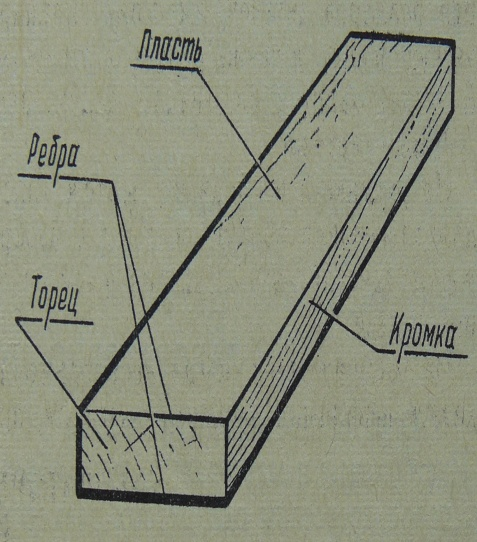 Пласть
Ребра
Торец
Кромка